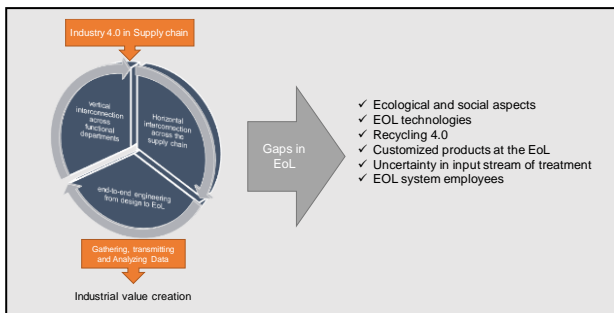 Industry 4.0 in Supply chain
vertical
interconnection
across
functional
departments
Horizontal
interconnection
across the
supply chain
end-to-end engineering
from design to EoL
Gathering, transmitting
and Analyzing Data
Industrial value creation
Gaps in
EoL
✓ Ecological and social aspects
✓ EOL technologies
✓ Recycling 4.0
✓ Customized products at the EoL
✓ Uncertainty in input stream of treatment
✓ EOL system employees